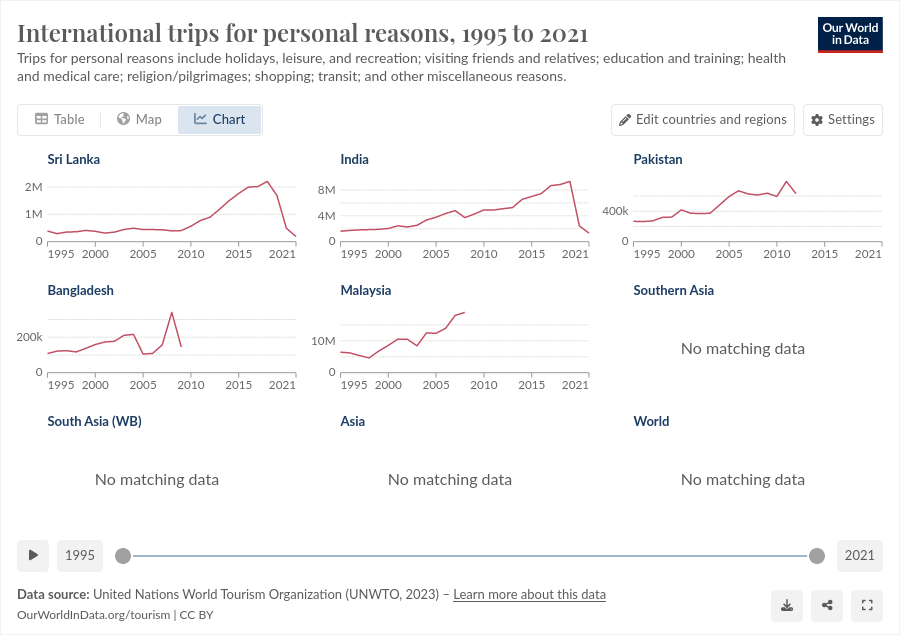 International trips for personal reasons, 1995 to 2021
Our World
in Data
Trips for personal reasons include holidays, leisure, and recreation; visiting friends and relatives; education and training; health
and medical care; religion/pilgrimages; shopping; transit; and other miscellaneous reasons.
Table Map Chart Edit countries and regions Settings
Sri Lanka
2M
1M
0
1995 2000 2005 2010 2015 2021
India
8M
4M
0
1995 2000 2005 2010 2015 2021
Pakistan
400k
0
1995 2000 2005 2010 2015 2021
Bangladesh
200k
0
1995 2000 2005 2010 2015 2021
Malaysia
10M
0
1995 2000 2005 2010 2015 2021
Southern Asia
No matching data
South Asia (WB)
No matching data
Asia
No matching data
World
No matching data
1995 2021
Data source: United Nations World Tourism Organization (UNWTO, 2023) – Learn more about this data
OurWorldInData.org/tourism | CC BY